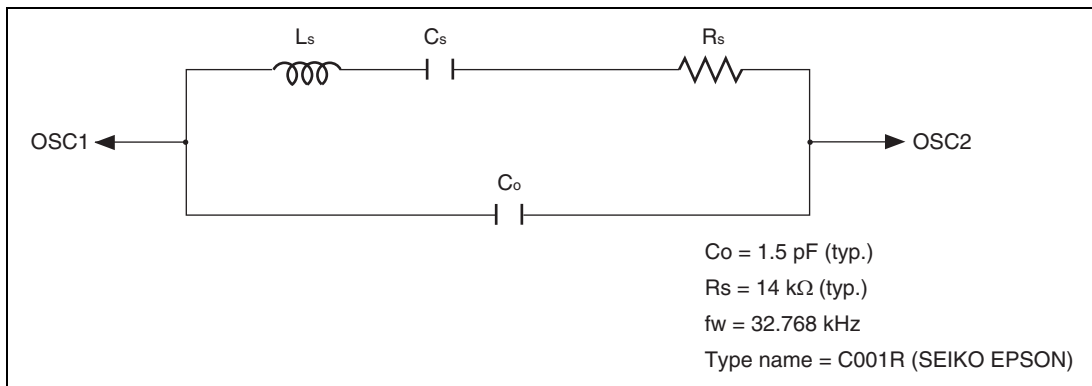 Ls
Cs
Rs
OSC1
OSC2
Co
Co = 1.5 pF (typ.)
Rs = 14 kΩ (typ.)
fw = 32.768 kHz
Type name = C001R (SEIKO EPSON)